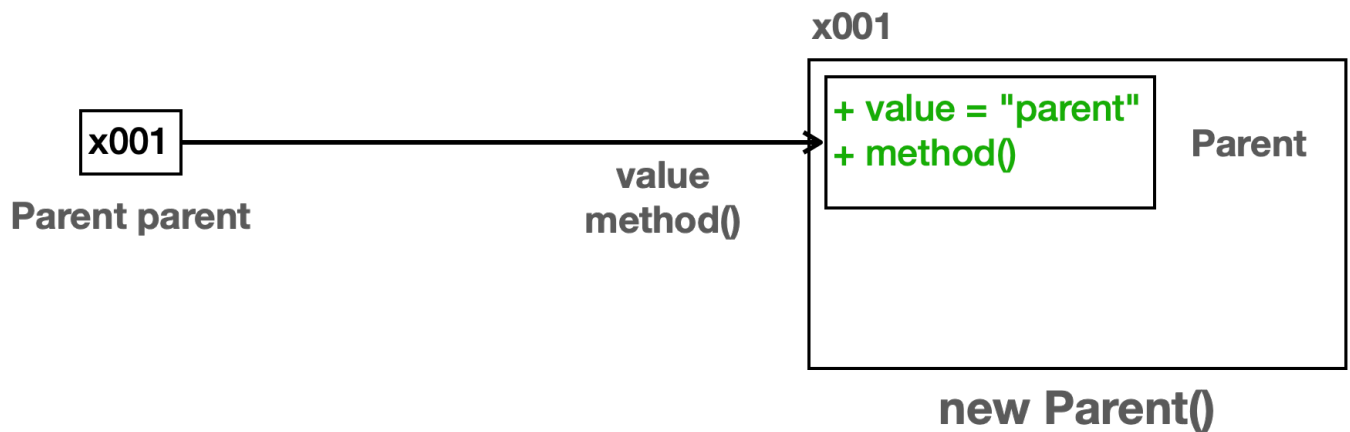 x001
x001
Parent parent
value
method()
+ value = "parent"
+ method()
Parent
new Parent()